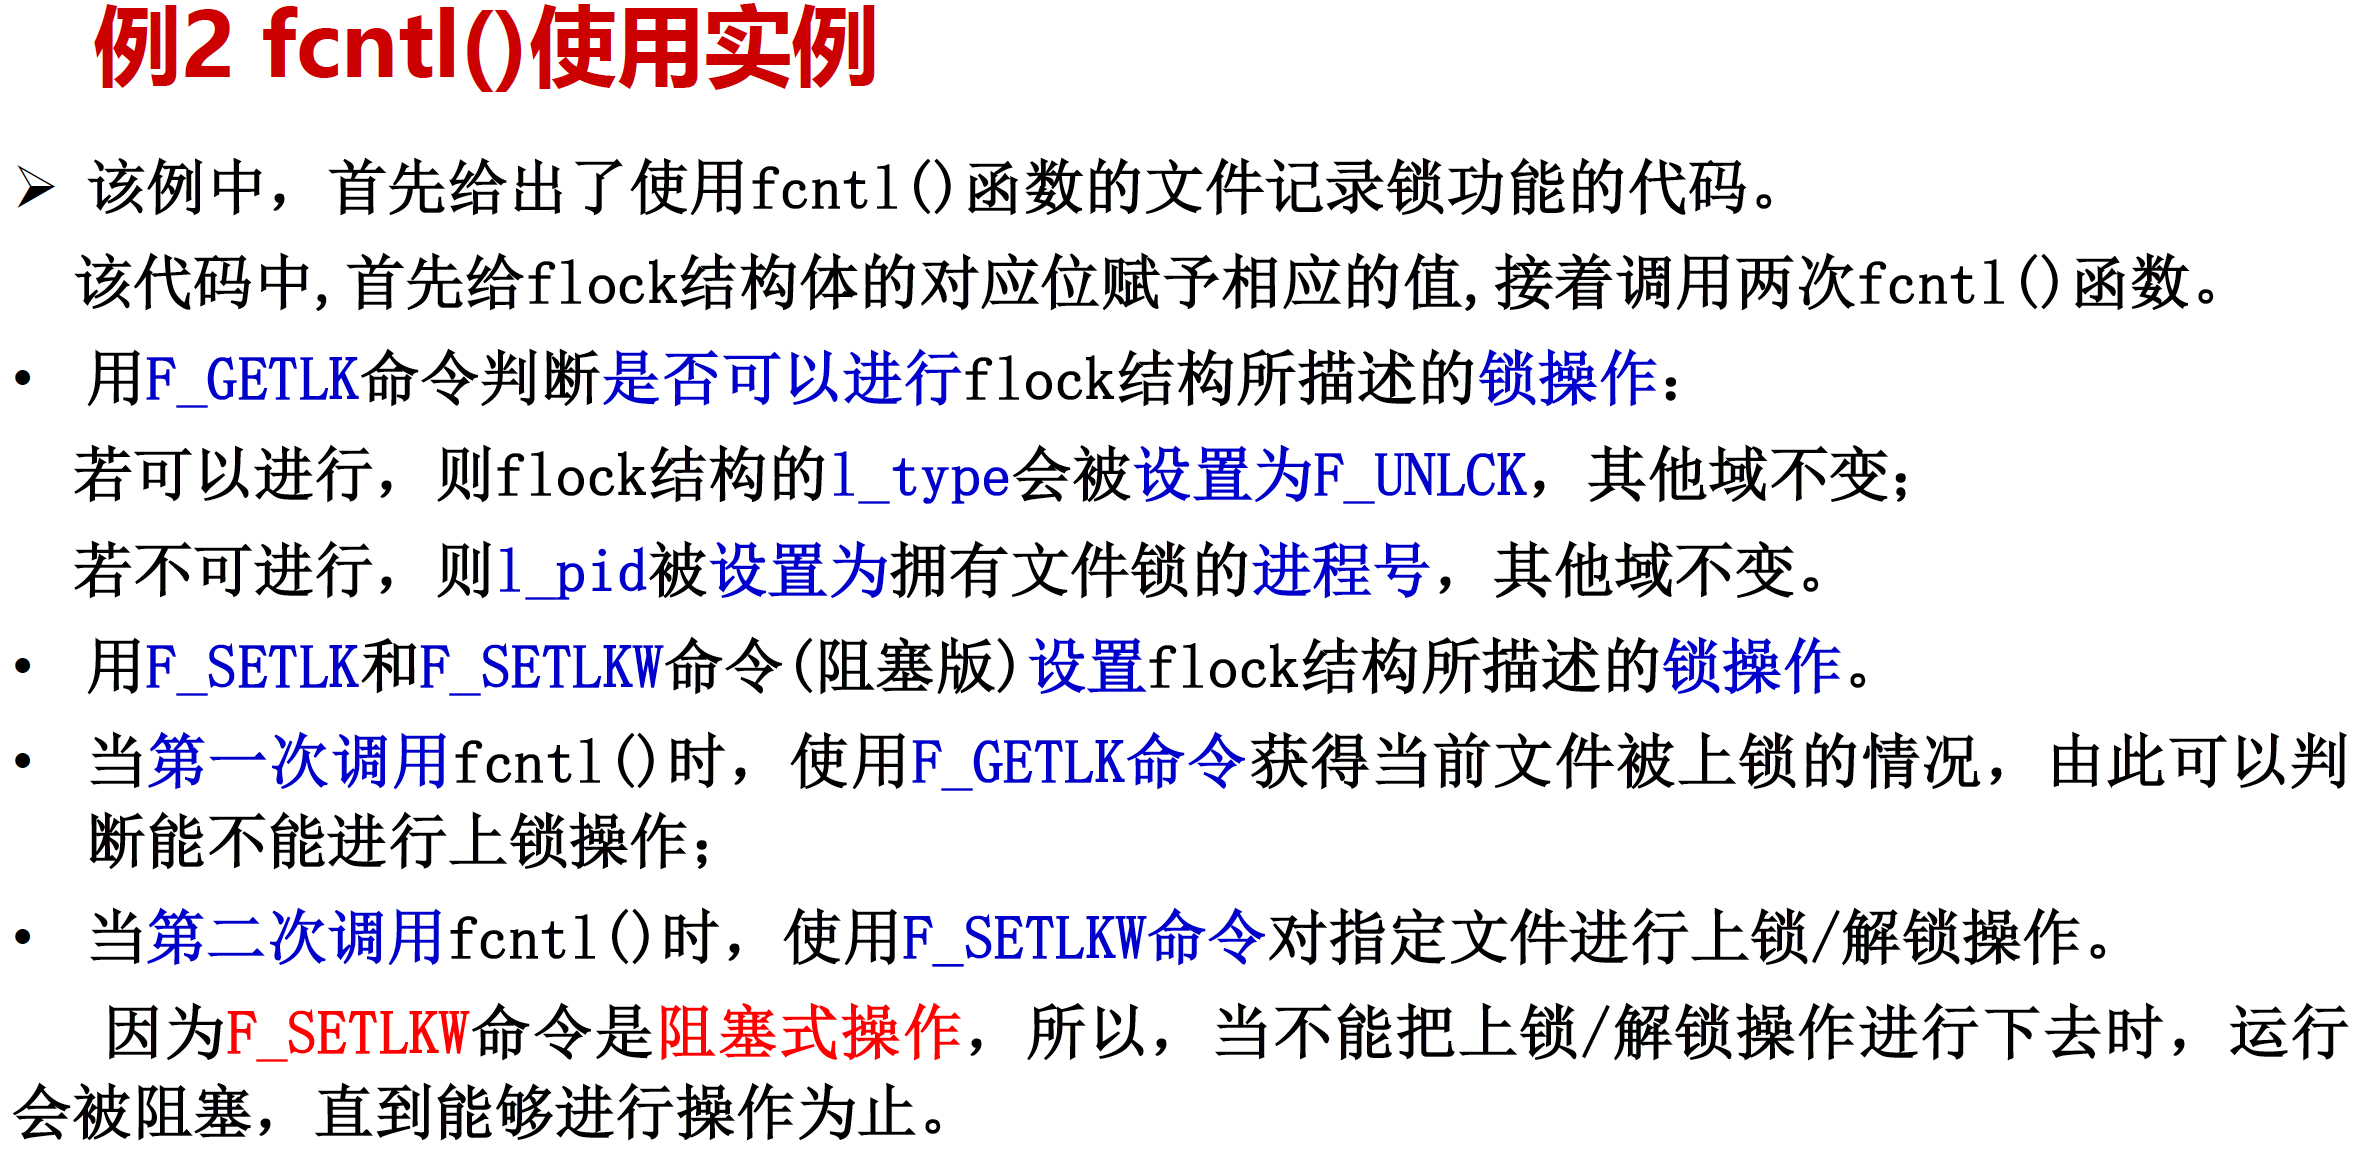 例2 fcntl()使用实例
➢ 该例中，首先给出了使用fcntl()函数的文件记录锁功能的代码。
该代码中,首先给flock结构体的对应位赋予相应的值,接着调用两次fcntl()函数。
• 用F_GETLK命令判断是否可以进行flock结构所描述的锁操作：
若可以进行，则flock结构的l_type会被设置为F_UNLCK，其他域不变；
若不可进行，则l_pid被设置为拥有文件锁的进程号，其他域不变。
• 用F_SETLK和F_SETLKW命令(阻塞版)设置flock结构所描述的锁操作。
• 当第一次调用fcntl()时，使用F_GETLK命令获得当前文件被上锁的情况，由此可以判
断能不能进行上锁操作；
• 当第二次调用fcntl()时，使用F_SETLKW命令对指定文件进行上锁/解锁操作。
因为F_SETLKW命令是阻塞式操作，所以，当不能把上锁/解锁操作进行下去时，运行
会被阻塞，直到能够进行操作为止。